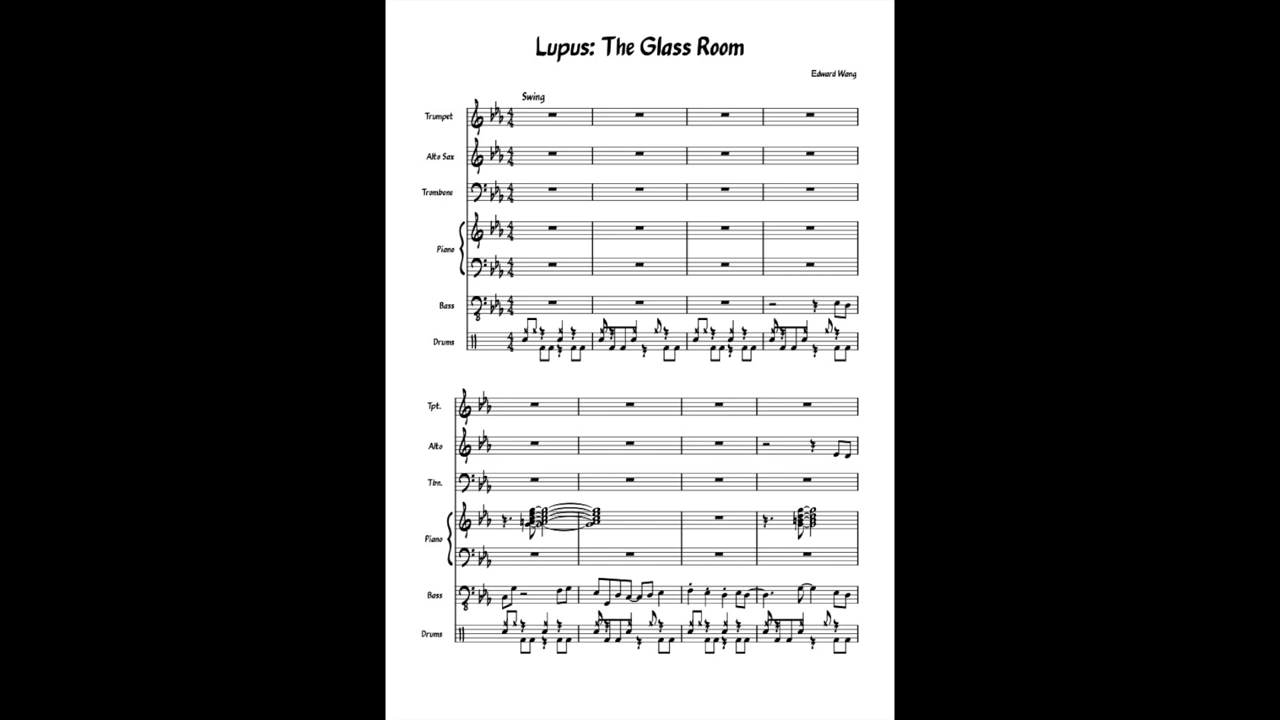 Lupus: The Glass Room
Edward Wang
Swing
Trumpet
Alto Sax
Trombone
Piano
Bass
Drums
Tpt.
Alto
Tbn.
Piano
Bass
Drums